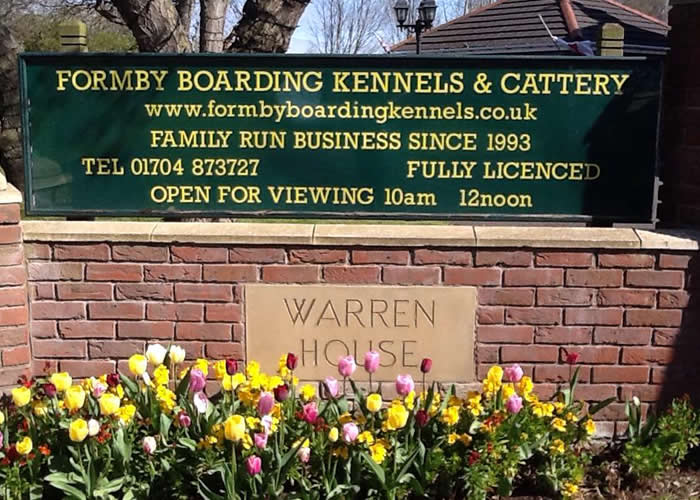 FORMBY BOARDING KENNELS & CATTERY
www.formbyboardingkennels.co.uk
FAMILY RUN BUSINESS SINCE 1993
TEL 01704 873727 FULLY LICENCED
OPEN FOR VIEWING 10am 12noon
WARREN
HOUSE